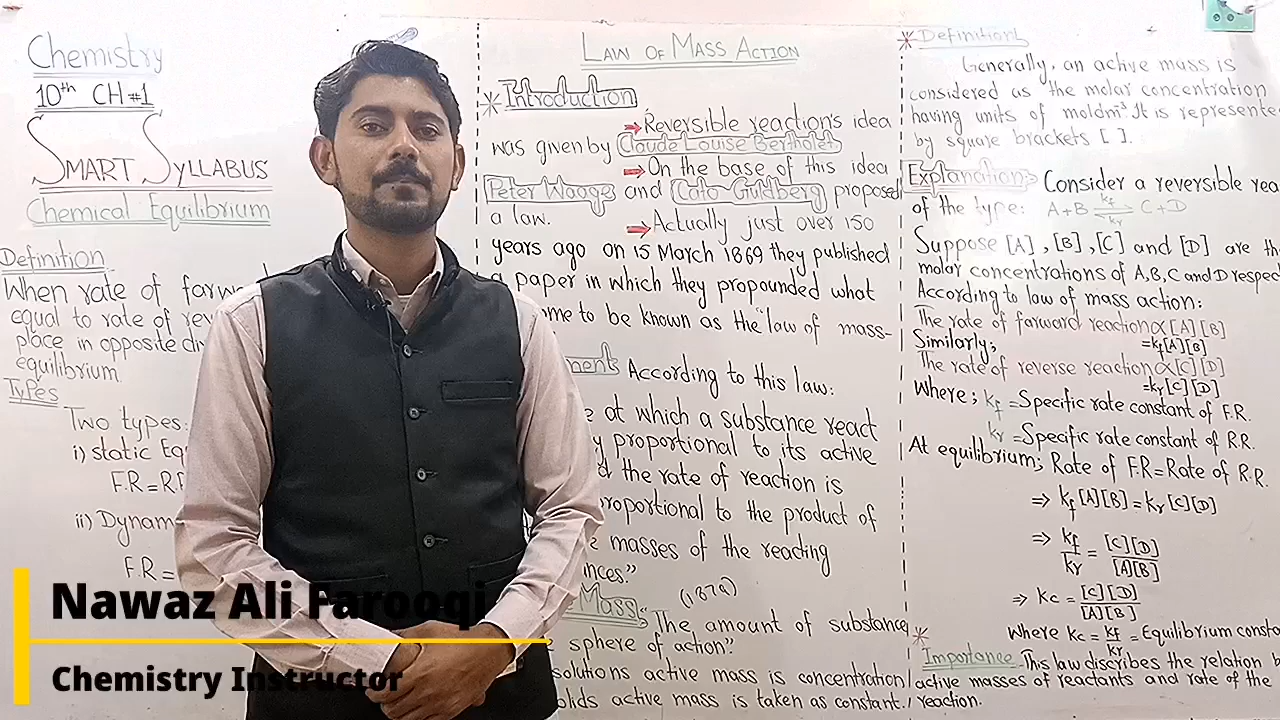 Chemistry
10th CH #1
SMART SYLLABUS
Chemical Equilibrium
Definition
When rate of forw
equal to rate of rev
place in opposite di
equilibrium.
Types
Two types:
i) static Eq
F.R = R.
ii) Dynam
F.R =
LAW OF MASS ACTION
Introduction
Reversible reaction's idea
was given by Claude Louise Berthollet
On the base of this idea
Peter Waage and Cato Guldberg proposed
a law.
Actually just over 150
years ago on 15 March 1869 they published
a paper in which they propounded what
me to be known as the "law of mass-
ment: According to this law:
e at which a substance react
y proportional to its active
d the rate of reaction is
roportional to the product of
e masses of the reacting
nces."
Mass: "The amount of substance
sphere of action"
solutions active mass is concentration
olids active mass is taken as constant.
Definition:
Generally, an active mass is
considered as the molar concentration
having units of moldm⁻³. It is represente
by square brackets [ ].
Explanation: Consider a reversible rea
of the type: A+B ⇌ C+D
kf
kr
Suppose [A], [B], [C] and [D] are th
molar concentrations of A,B,C and D respec
According to law of mass action:
The rate of forward reaction ∝ [A][B]
= kf[A][B]
Similarly;
The rate of reverse reaction ∝ [C][D]
= kr[C][D]
Where; kf = Specific rate constant of F.R.
kr = Specific rate constant of R.R.
At equilibrium; Rate of F.R = Rate of R.R.
⇒ kf[A][B] = kr[C][D]
⇒ kf/kr = [C][D]/[A][B]
⇒ Kc = [C][D]/[A][B]
Where Kc = kf/kr = Equilibrium consta
Importance: This law discribes the relation b
active masses of reactants and rate of the
reaction.
Nawaz Ali Farooqi
Chemistry Instructor